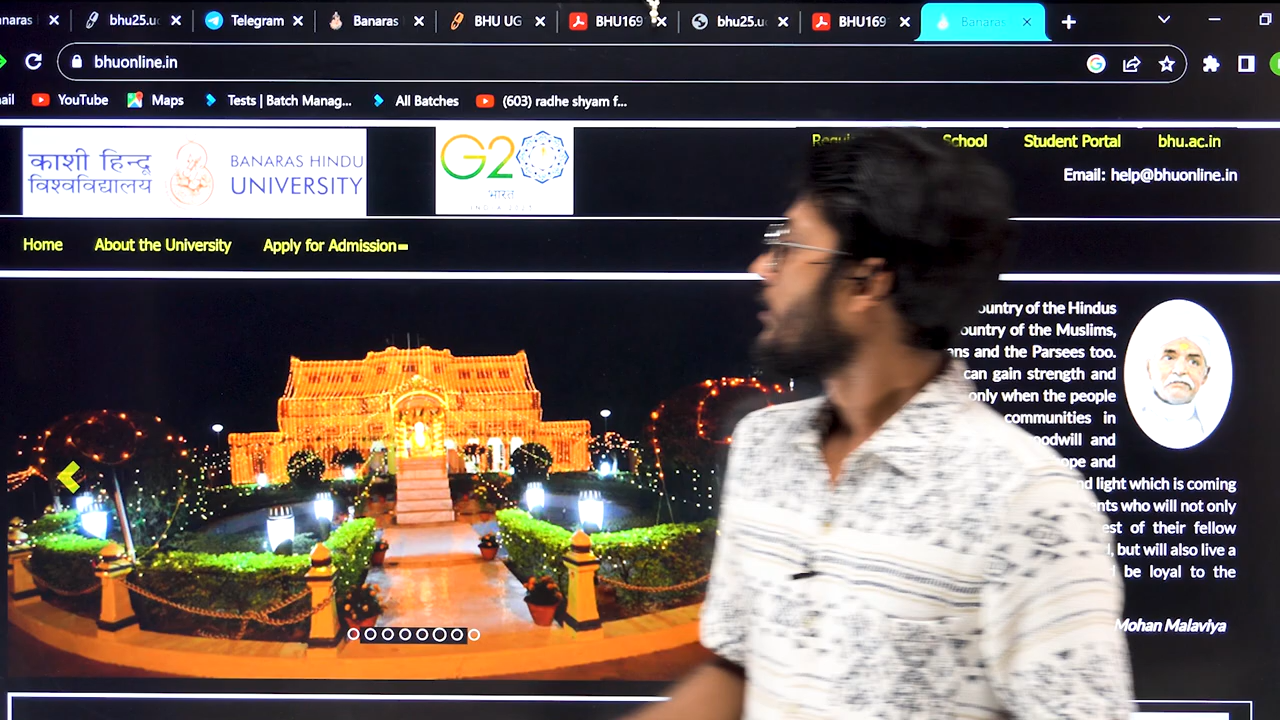 naras
bhu25.u
Telegram
Banaras
BHU UG
BHU169
bhu25.u
BHU169
Banaras
bhuonline.in
ail
YouTube
Maps
Tests | Batch Manag...
All Batches
(603) radhe shyam f...
काशी हिन्दू
विश्वविद्यालय
BANARAS HINDU
UNIVERSITY
G20
भारत
School
Student Portal
bhu.ac.in
Email: help@bhuonline.in
Home
About the University
Apply for Admission
ountry of the Hindus
ountry of the Muslims,
ns and the Parsees too.
can gain strength and
only when the people
communities in
oodwill and
ope and
d light which is coming
nts who will not only
est of their fellow
, but will also live a
be loyal to the
Mohan Malaviya